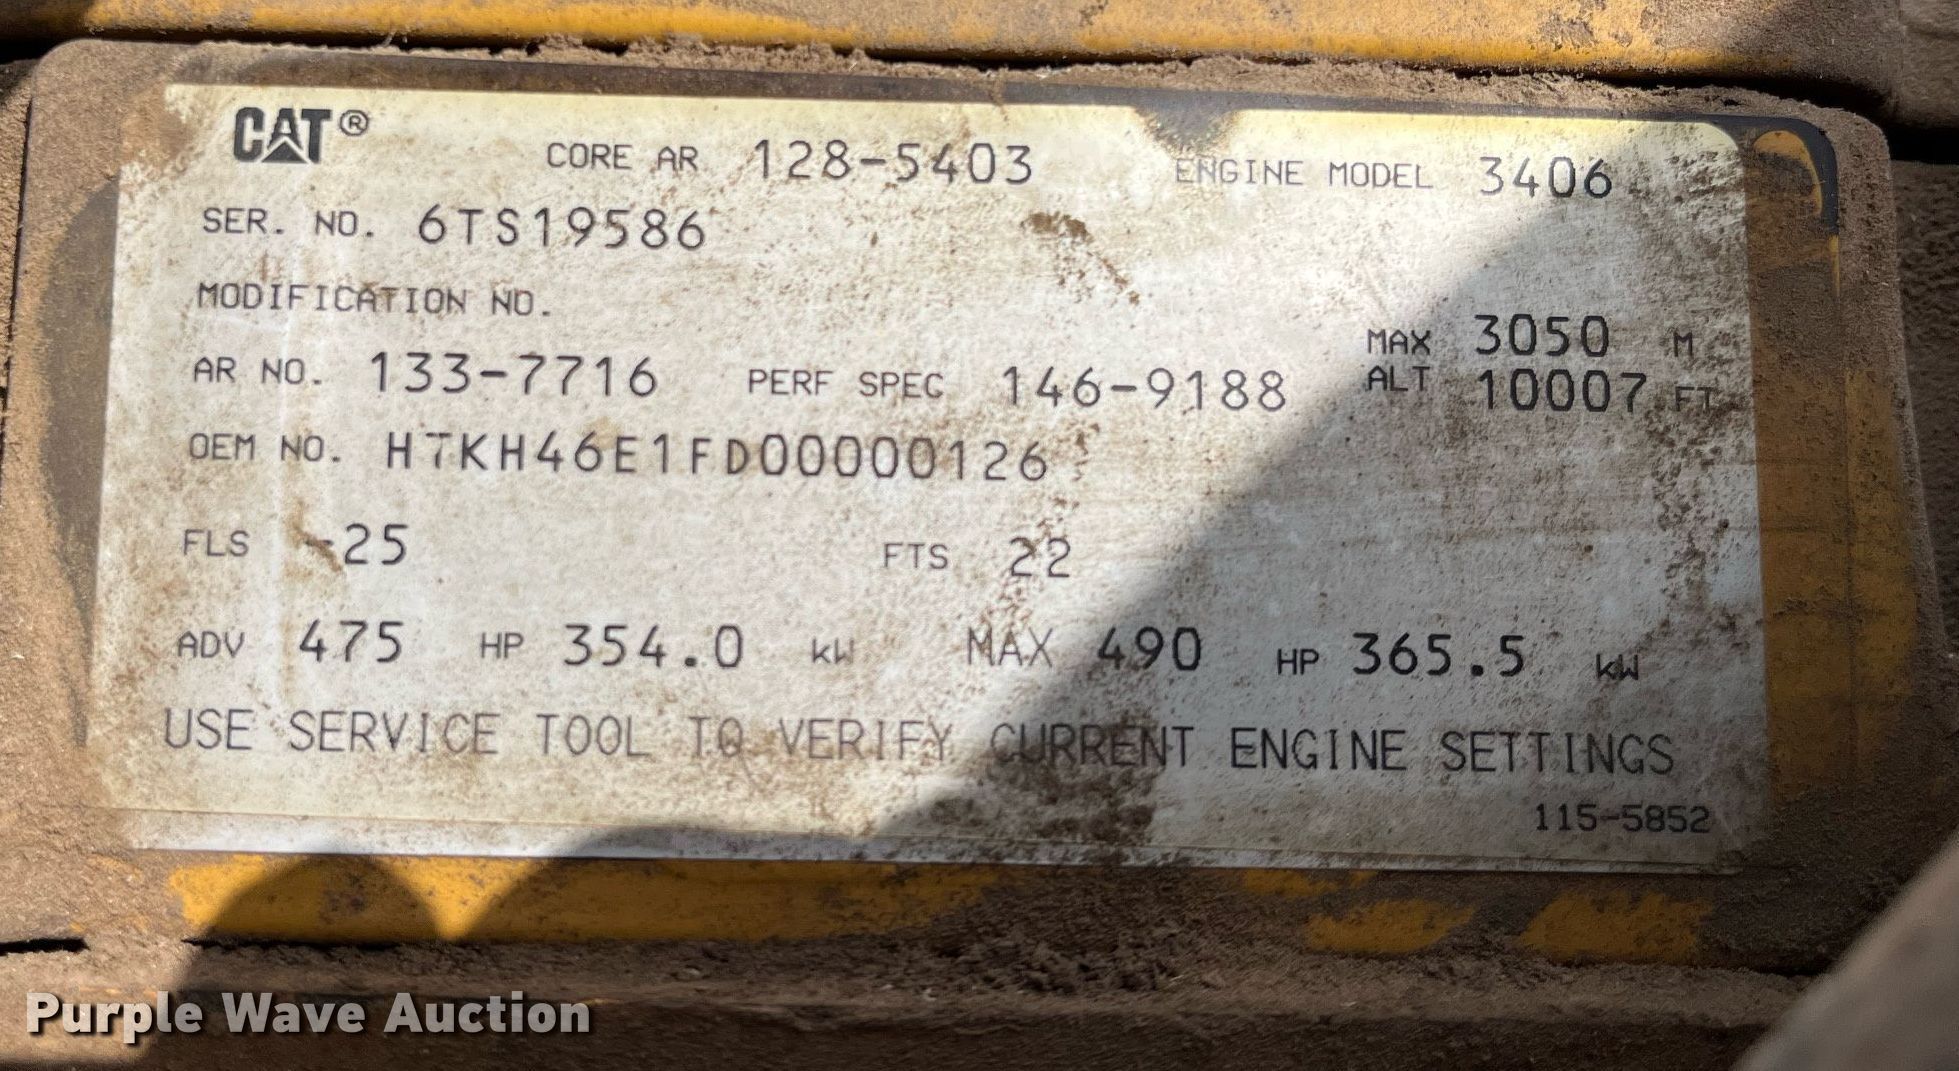 CAT®
CORE AR 128-5403 ENGINE MODEL 3406
SER. NO. 6TS19586
MODIFICATION NO.
AR NO. 133-7716 PERF SPEC 146-9188 MAX ALT 3050 M 10007 FT
OEM NO. H7KH46E1FD00000126
FLS -25 FTS 22
ADV 475 HP 354.0 kW MAX 490 HP 365.5 kW
USE SERVICE TOOL TO VERIFY CURRENT ENGINE SETTINGS
115-5852
Purple Wave Auction